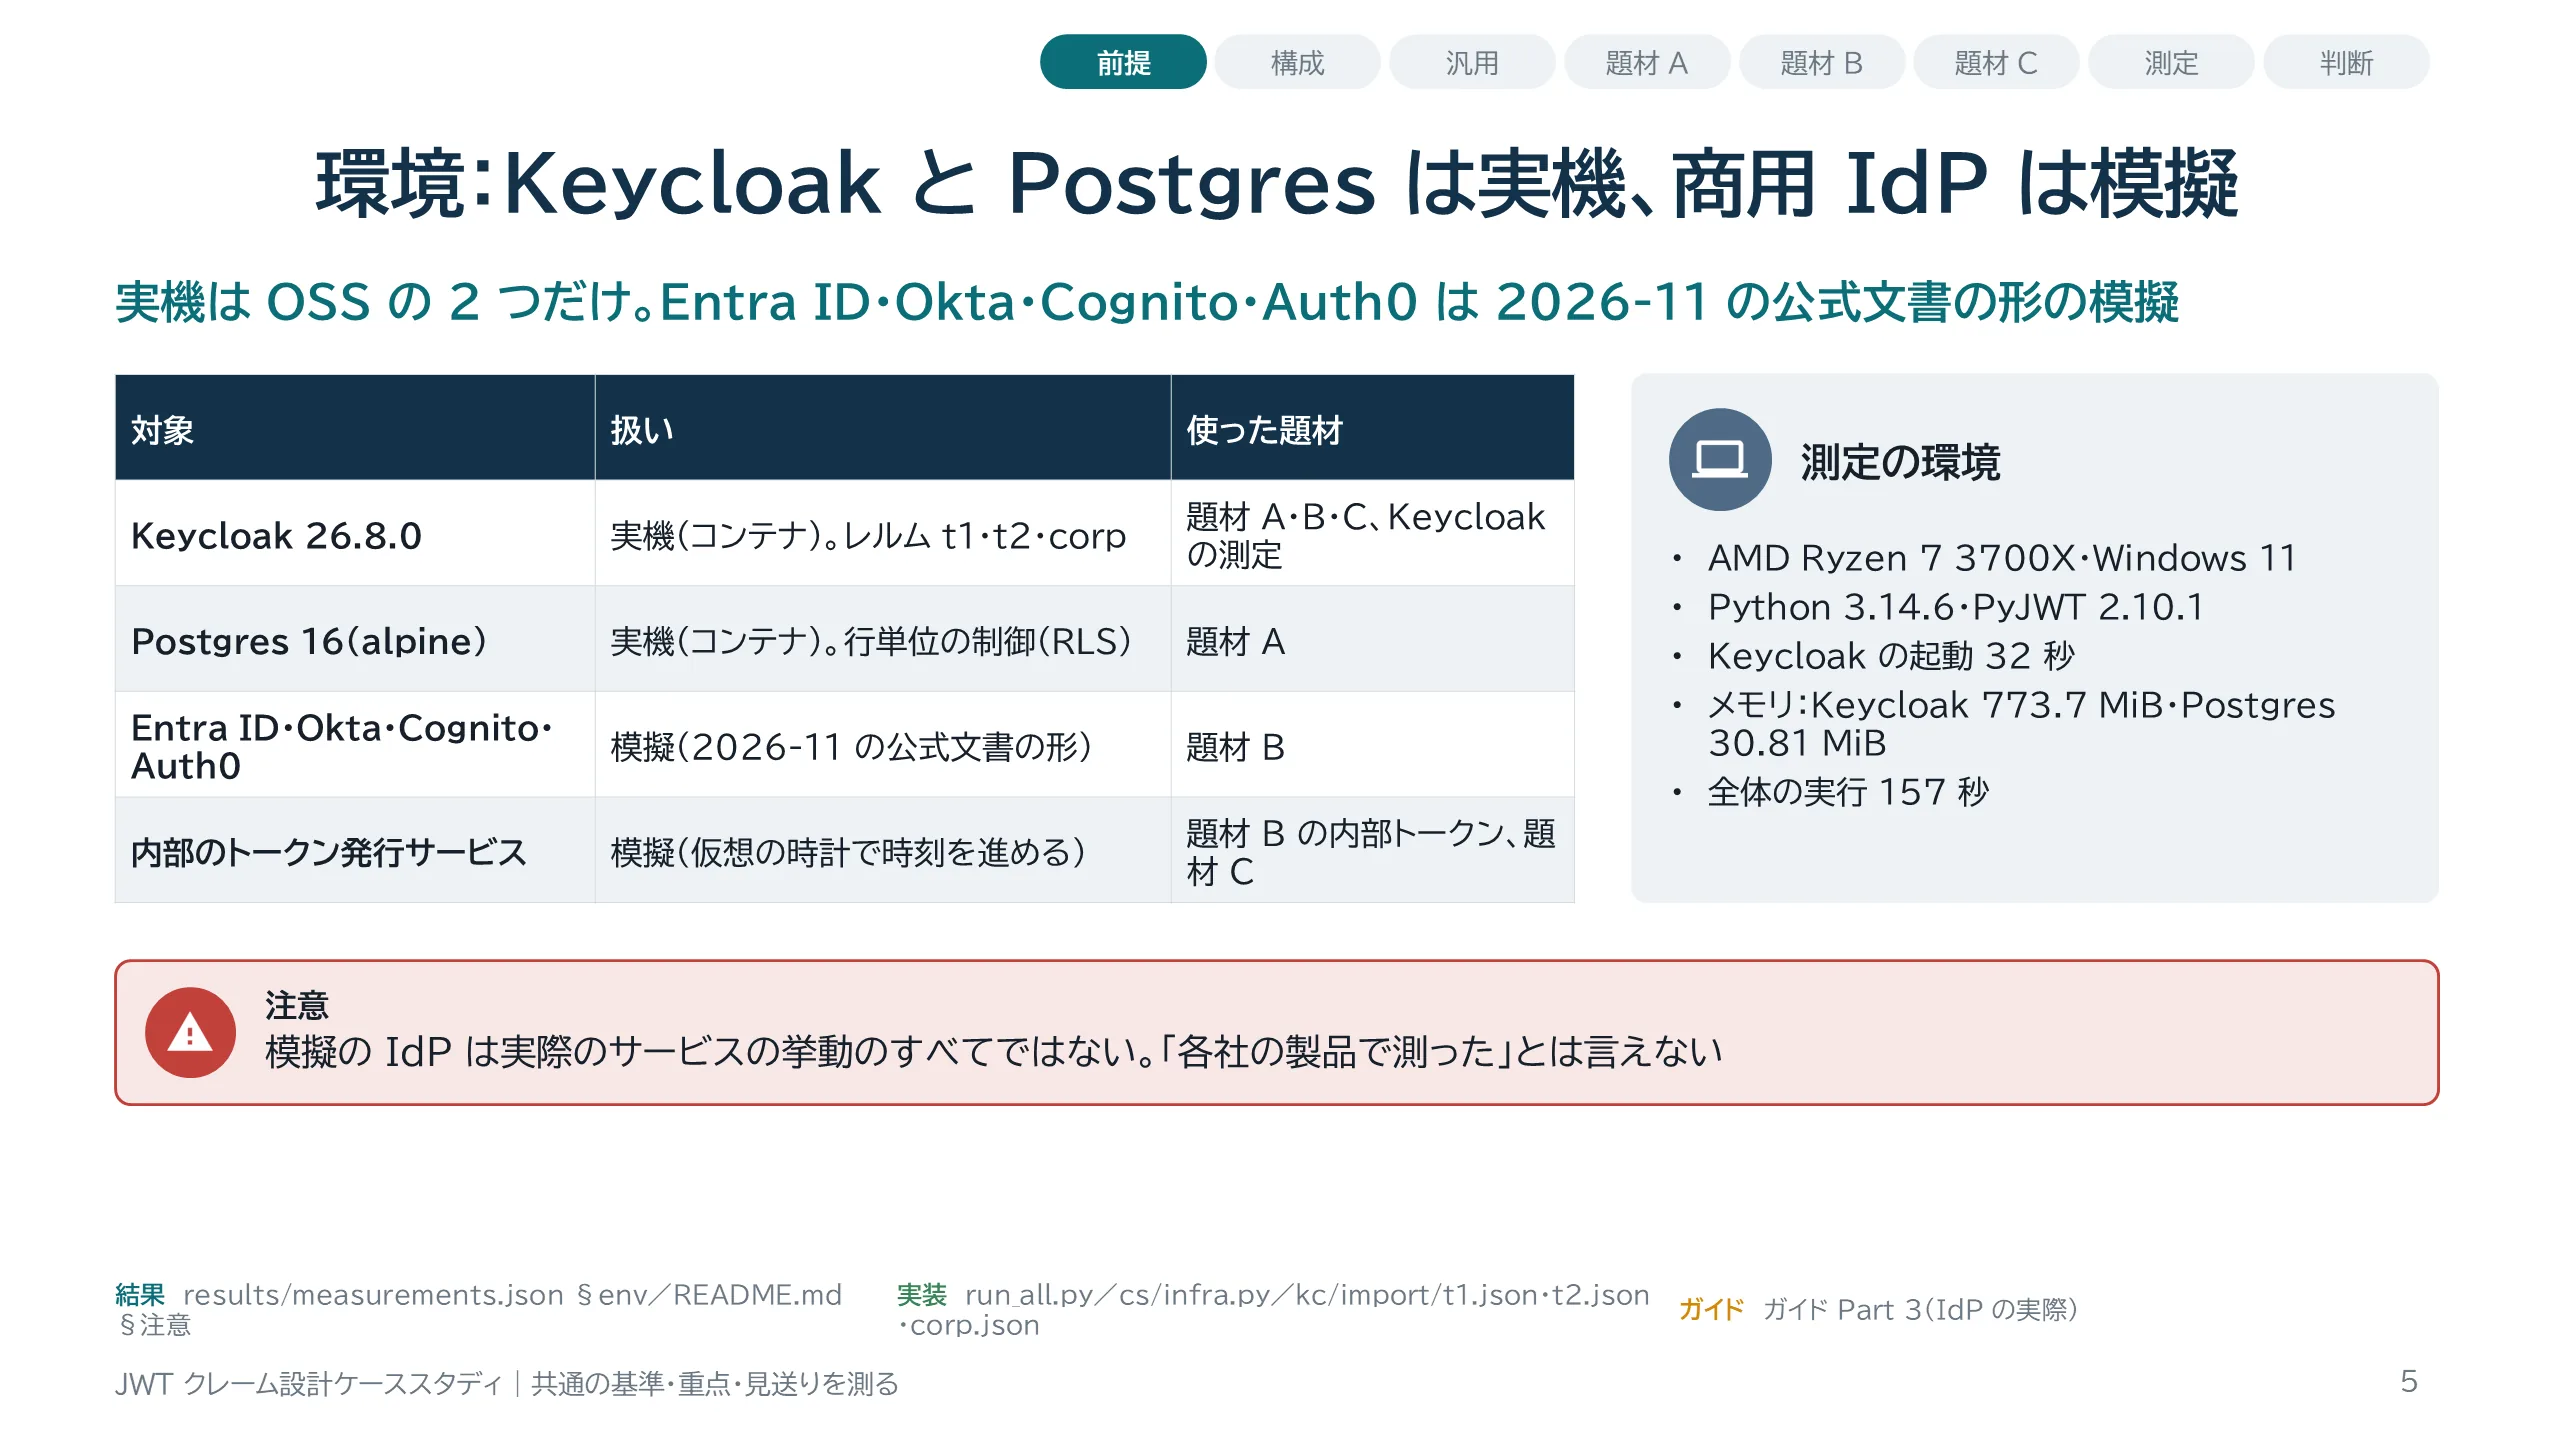 前提
構成
汎用
題材 A
題材 B
題材 C
測定
判断
環境：Keycloak と Postgres は実機、商用 IdP は模擬
実機は OSS の 2 つだけ。Entra ID・Okta・Cognito・Auth0 は 2026-11 の公式文書の形の模擬
対象
扱い
使った題材
Keycloak 26.8.0
実機（コンテナ）。レルム t1・t2・corp
題材 A・B・C、Keycloak
の測定
Postgres 16（alpine）
実機（コンテナ）。行単位の制御（RLS）
題材 A
Entra ID・Okta・Cognito・
Auth0
模擬（2026-11 の公式文書の形）
題材 B
内部のトークン発行サービス
模擬（仮想の時計で時刻を進める）
題材 B の内部トークン、題
材 C
測定の環境
・ AMD Ryzen 7 3700X・Windows 11
・ Python 3.14.6・PyJWT 2.10.1
・ Keycloak の起動 32 秒
・ メモリ：Keycloak 773.7 MiB・Postgres
30.81 MiB
・ 全体の実行 157 秒
注意
模擬の IdP は実際のサービスの挙動のすべてではない。「各社の製品で測った」とは言えない
結果 results/measurements.json §env／README.md
§注意
実装 run_all.py／cs/infra.py／kc/import/t1.json・t2.json
・corp.json
ガイド ガイド Part 3（IdP の実際）
JWT クレーム設計ケーススタディ｜共通の基準・重点・見送りを測る
5